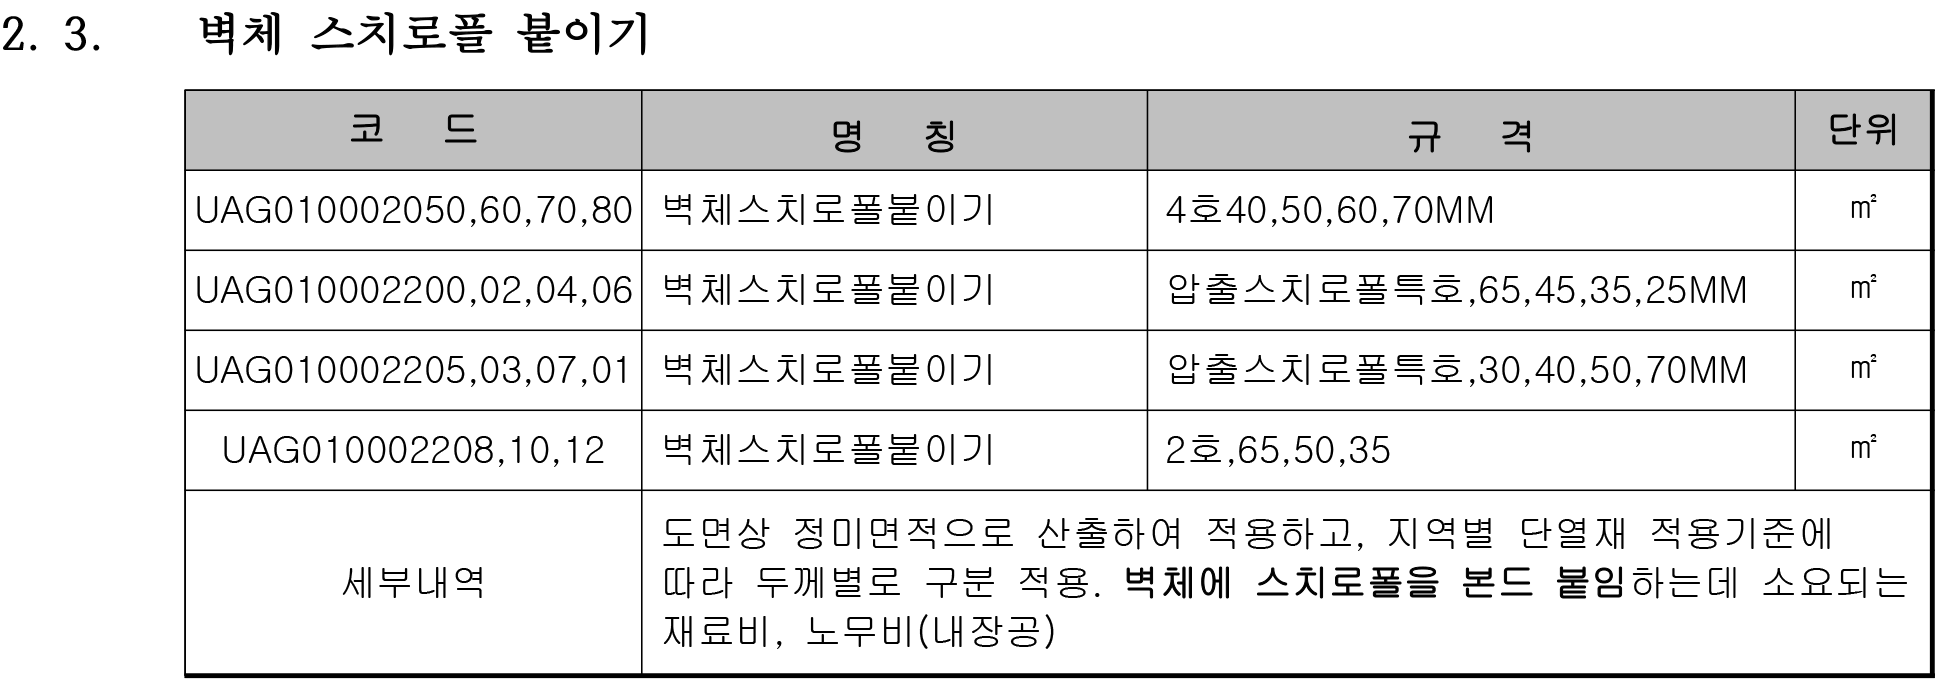 2. 3. 벽체 스치로폴 붙이기
코 드 명 칭 규 격 단위
UAG010002050,60,70,80 벽체스치로폴붙이기 4호40,50,60,70MM ㎡
UAG010002200,02,04,06 벽체스치로폴붙이기 압출스치로폴특호,65,45,35,25MM ㎡
UAG010002205,03,07,01 벽체스치로폴붙이기 압출스치로폴특호,30,40,50,70MM ㎡
UAG010002208,10,12 벽체스치로폴붙이기 2호,65,50,35 ㎡
세부내역
도면상 정미면적으로 산출하여 적용하고, 지역별 단열재 적용기준에
따라 두께별로 구분 적용. 벽체에 스치로폴을 본드 붙임하는데 소요되는
재료비, 노무비(내장공)